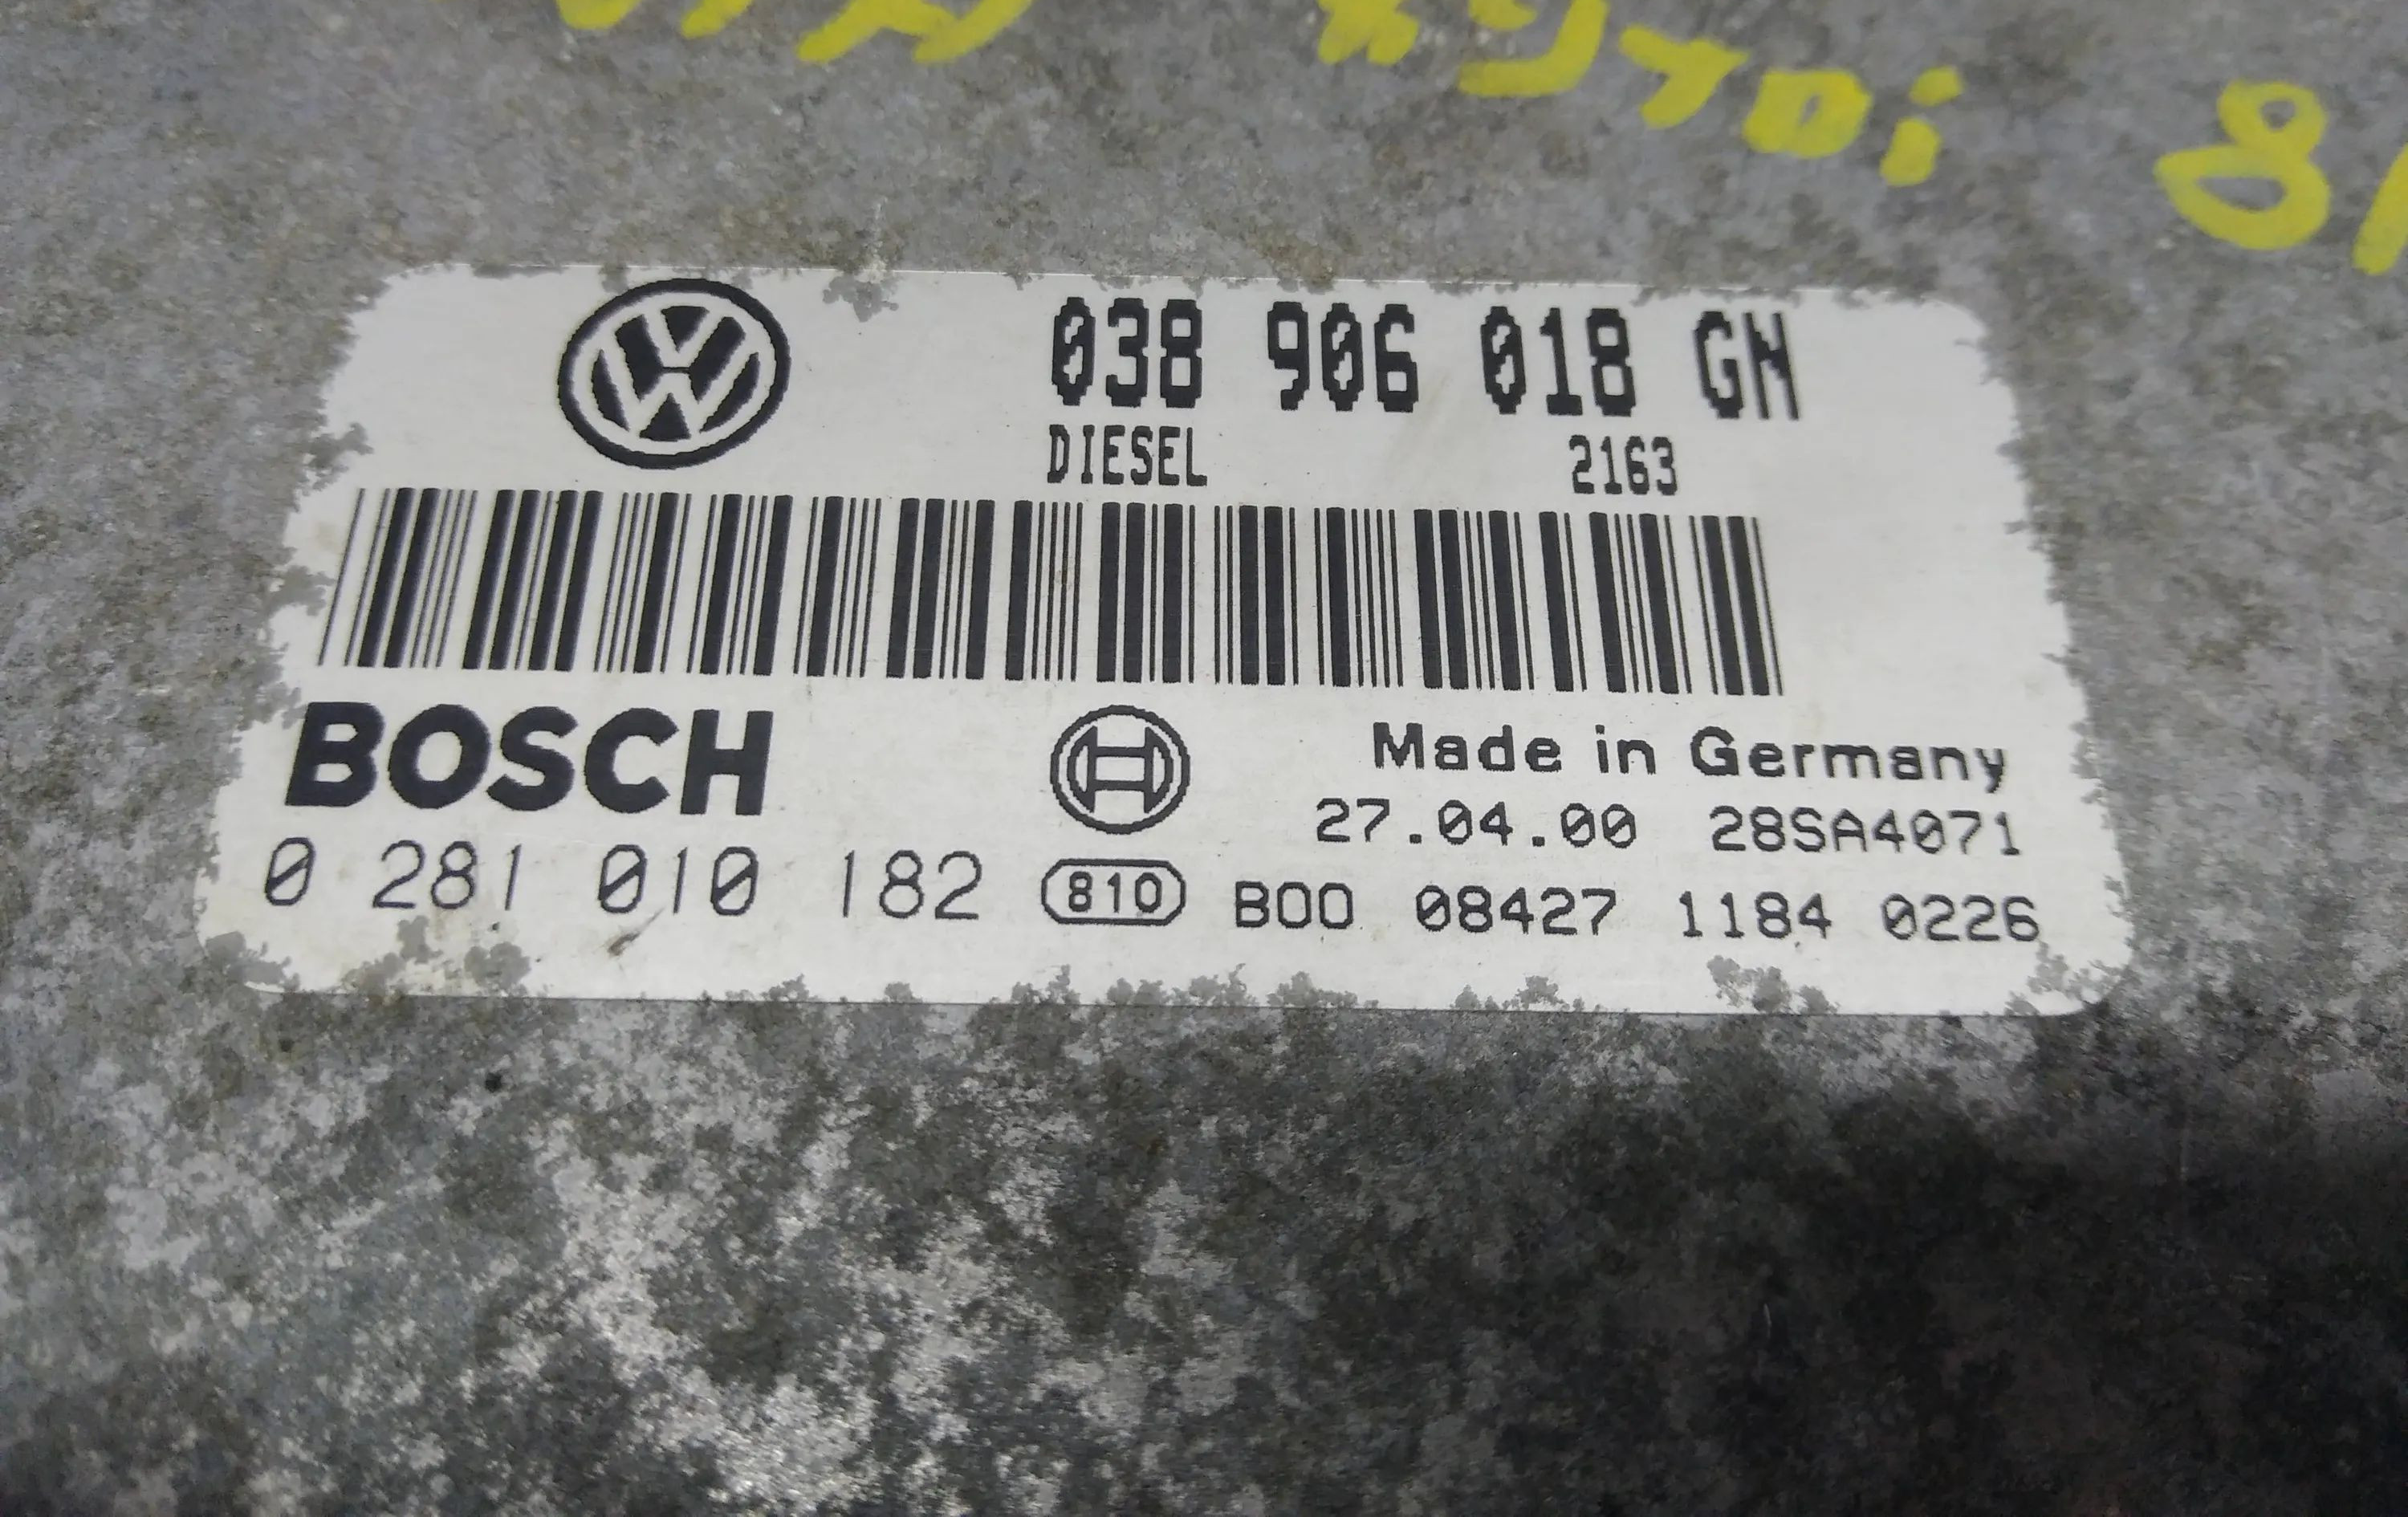 038 906 018 GN
DIESEL 2163
BOSCH
Made in Germany
27.04.00 28SA4071
0 281 010 182 810 BOO 08427 1184 0226